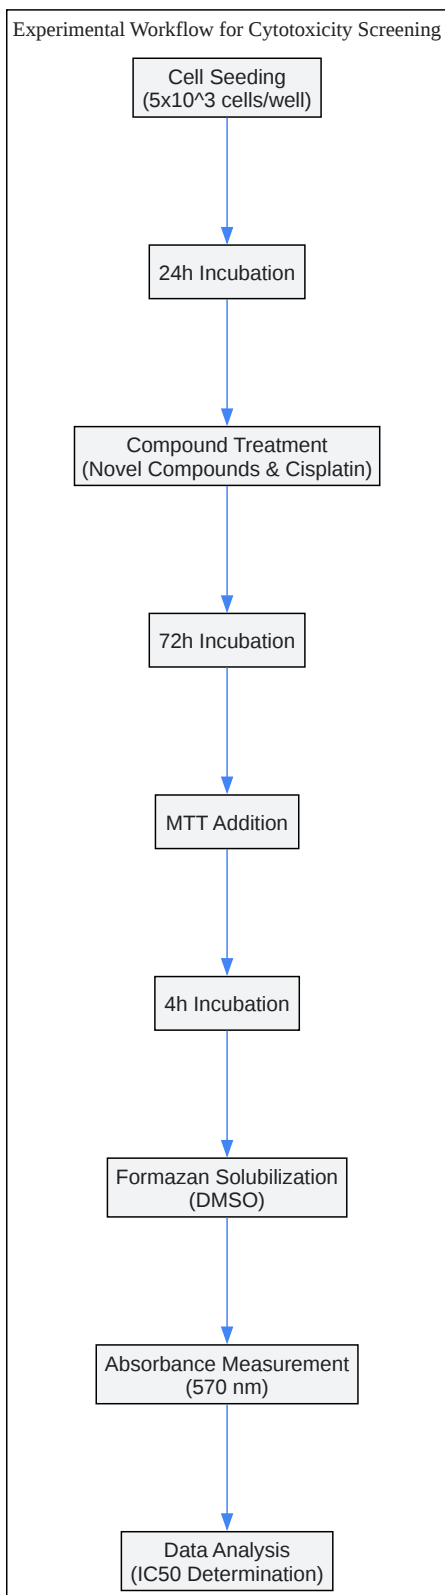 Experimental Workflow for Cytotoxicity Screening
Cell Seeding
(5x10^3 cells/well)
24h Incubation
Compound Treatment
(Novel Compounds & Cisplatin)
72h Incubation
MTT Addition
4h Incubation
Formazan Solubilization
(DMSO)
Absorbance Measurement
(570 nm)
Data Analysis
(IC50 Determination)